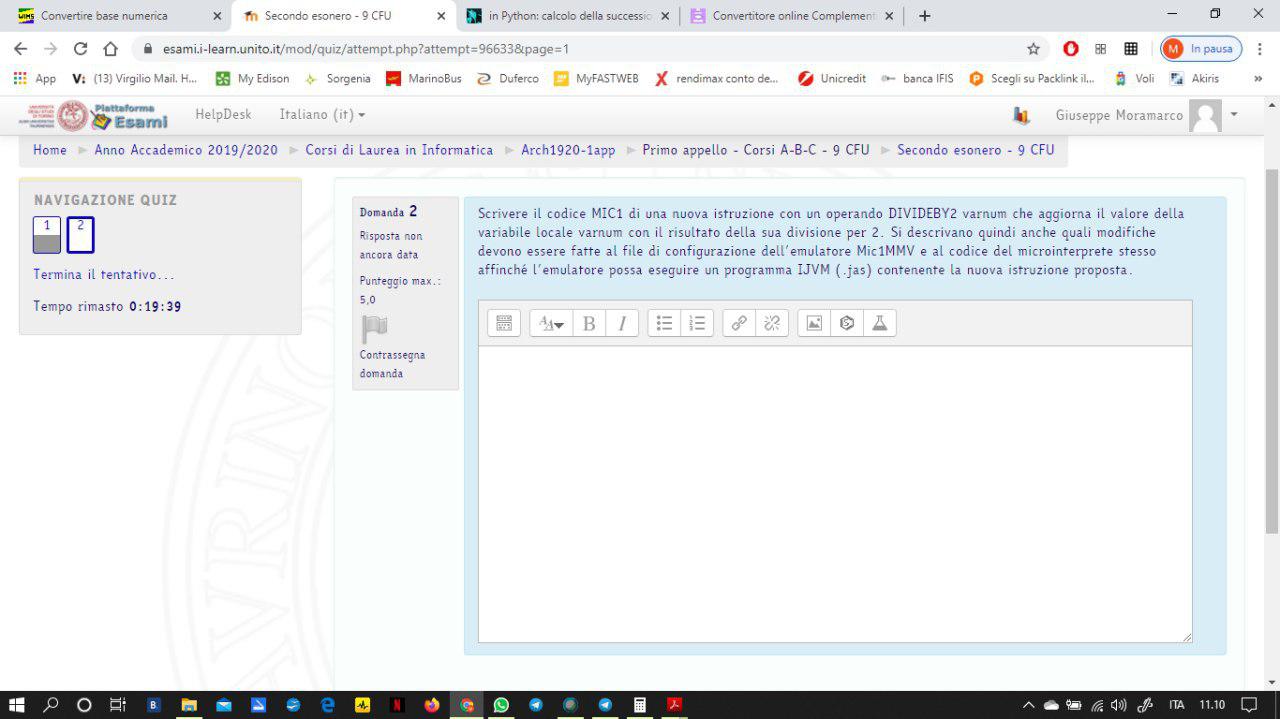 Convertire base numerica
Secondo esonero - 9 CFU
in Python: calcolo della successio
Convertitore online Complement
esami.i-learn.unito.it/mod/quiz/attempt.php?attempt=96633&page=1
M In pausa
App
(13) Virgilio Mail. H...
My Edison
Sorgenia
MarinoBus
Duferco
MyFASTWEB
rendimax conto de...
Unicredit
banca IFIS
Scegli su Packlink il...
Voli
Akiris
»
Piattaforma
Esami
HelpDesk
Italiano (it)
Giuseppe Moramarco
Home
Anno Accademico 2019/2020
Corsi di Laurea in Informatica
Arch1920-1app
Primo appello - Corsi A-B-C - 9 CFU
Secondo esonero - 9 CFU
NAVIGAZIONE QUIZ
1
2
Termina il tentativo...
Tempo rimasto 0:19:39
Domanda 2
Risposta non
ancora data
Punteggio max.:
5,0
Contrassegna
domanda
Scrivere il codice MIC1 di una nuova istruzione con un operando DIVIDEBY2 varnum che aggiorna il valore della
variabile locale varnum con il risultato della sua divisione per 2. Si descrivano quindi anche quali modifiche
devono essere fatte al file di configurazione dell'emulatore Mic1MMV e al codice del microinterprete stesso
affinché l'emulatore possa eseguire un programma IJVM (.jas) contenente la nuova istruzione proposta.
B
I
ITA
11.10